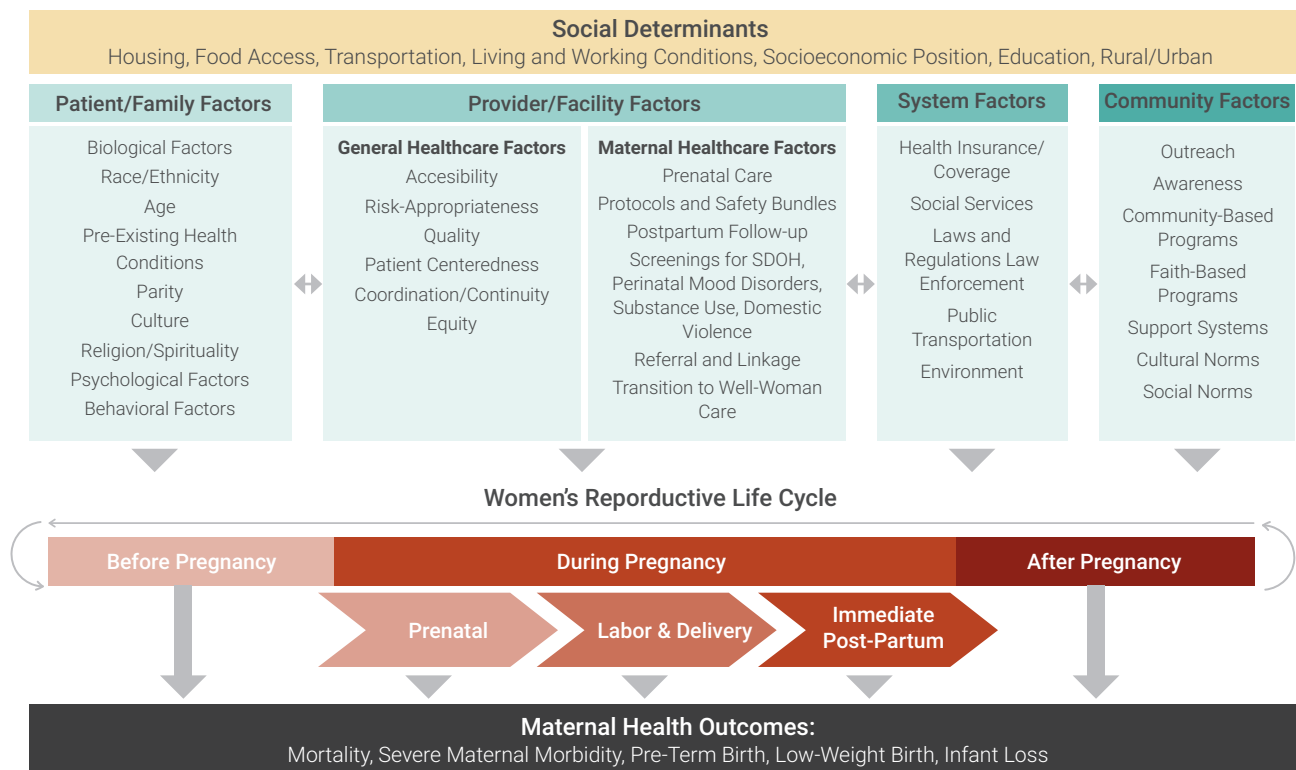 Social Determinants
Housing, Food Access, Transportation, Living and Working Conditions, Socioeconomic Position, Education, Rural/Urban
Patient/Family Factors
Biological Factors
Race/Ethnicity
Age
Pre-Existing Health
Conditions
Parity
Culture
Religion/Spirituality
Psychological Factors
Behavioral Factors
Provider/Facility Factors
General Healthcare Factors
Accesibility
Risk-Appropriateness
Quality
Patient Centeredness
Coordination/Continuity
Equity
Maternal Healthcare Factors
Prenatal Care
Protocols and Safety Bundles
Postpartum Follow-up
Screenings for SDOH,
Perinatal Mood Disorders,
Substance Use, Domestic
Violence
Referral and Linkage
Transition to Well-Woman
Care
System Factors
Health Insurance/
Coverage
Social Services
Laws and
Regulations Law
Enforcement
Public
Transportation
Environment
Community Factors
Outreach
Awareness
Community-Based
Programs
Faith-Based
Programs
Support Systems
Cultural Norms
Social Norms
Women’s Reporductive Life Cycle
Before Pregnancy
During Pregnancy
After Pregnancy
Prenatal
Labor & Delivery
Immediate
Post-Partum
Maternal Health Outcomes:
Mortality, Severe Maternal Morbidity, Pre-Term Birth, Low-Weight Birth, Infant Loss